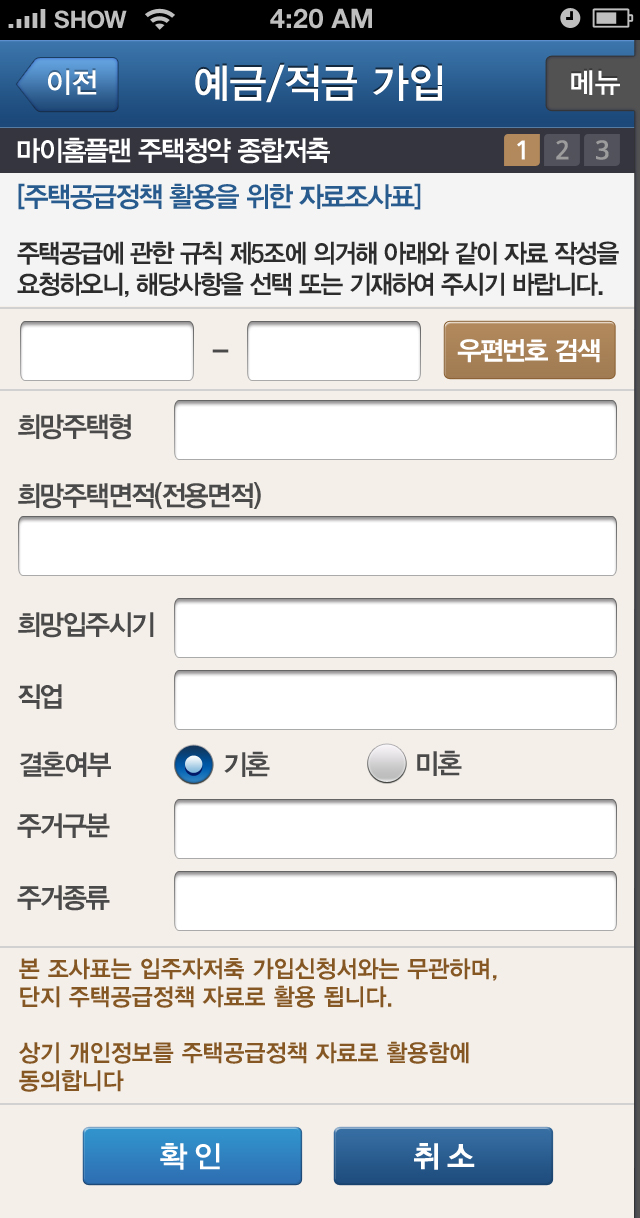 SHOW 4:20 AM
이전 예금/적금 가입 메뉴
마이홈플랜 주택청약 종합저축 1 2 3
[주택공급정책 활용을 위한 자료조사표]
주택공급에 관한 규칙 제5조에 의거해 아래와 같이 자료 작성을
요청하오니, 해당사항을 선택 또는 기재하여 주시기 바랍니다.
– 우편번호 검색
희망주택형
희망주택면적(전용면적)
희망입주시기
직업
결혼여부 기혼 미혼
주거구분
주거종류
본 조사표는 입주자저축 가입신청서와는 무관하며,
단지 주택공급정책 자료로 활용 됩니다.
상기 개인정보를 주택공급정책 자료로 활용함에
동의합니다
확인 취소